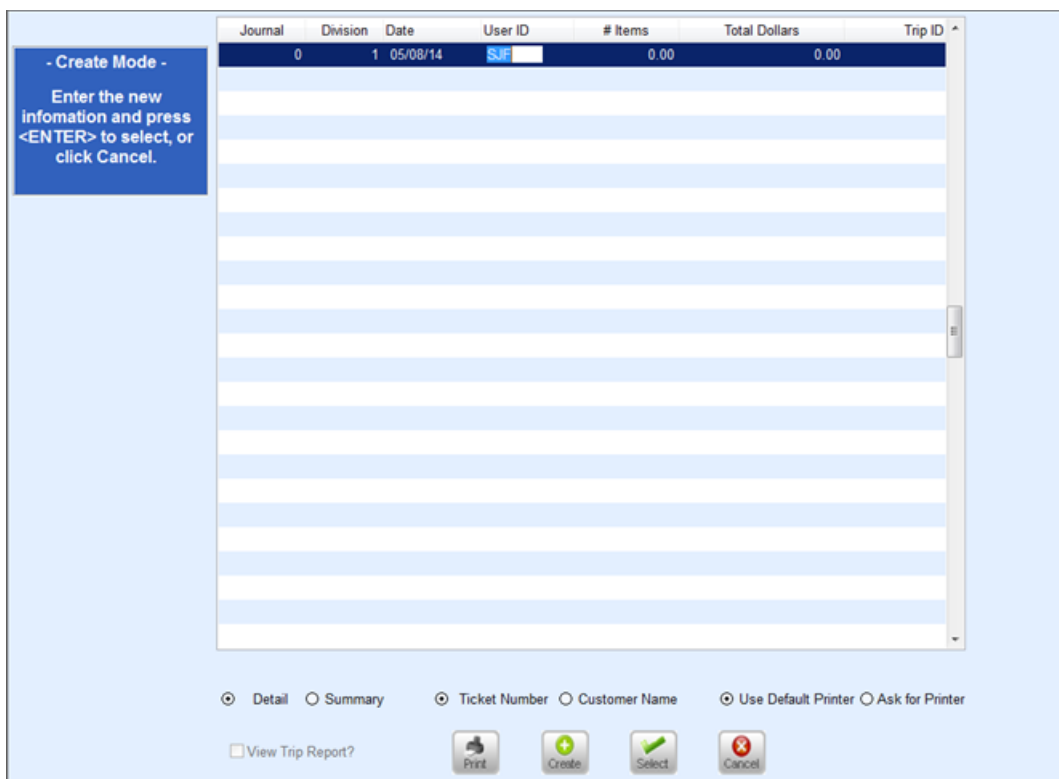 Journal Division Date User ID # Items Total Dollars Trip ID
0 1 05/08/14 SJF 0.00 0.00
- Create Mode -
Enter the new
infomation and press
<ENTER> to select, or
click Cancel.
Detail Summary Ticket Number Customer Name Use Default Printer Ask for Printer
View Trip Report?
Print Create Select Cancel